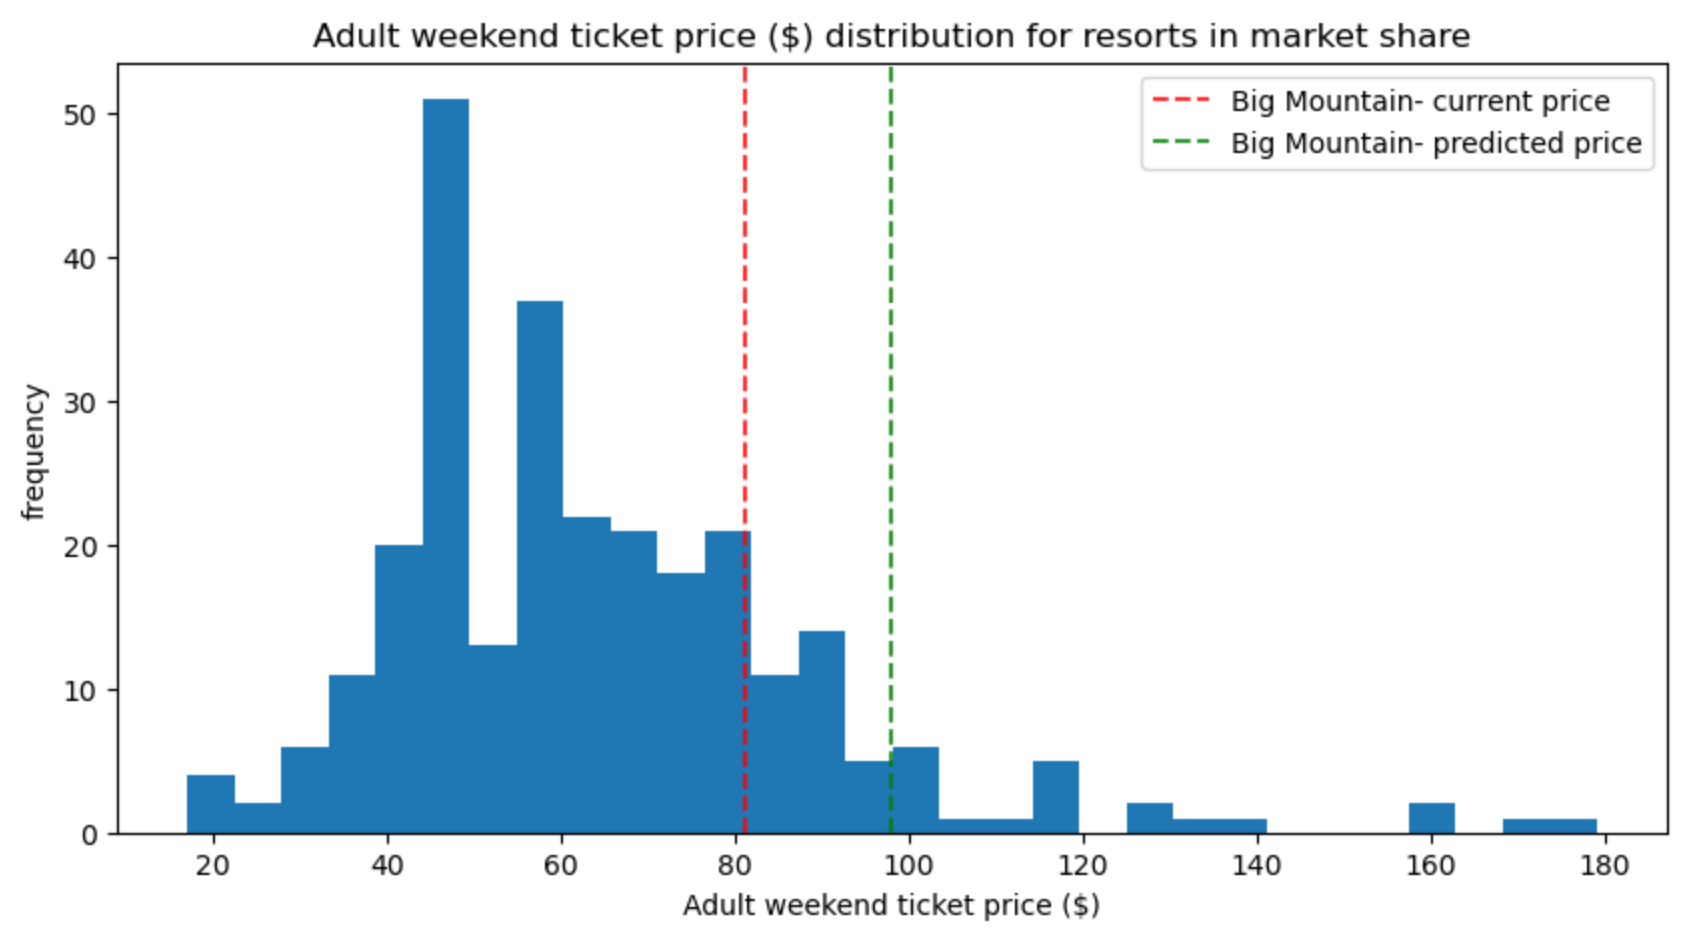 Adult weekend ticket price ($) distribution for resorts in market share
Big Mountain- current price
Big Mountain- predicted price
frequency
50
40
30
20
10
0
20 40 60 80 100 120 140 160 180
Adult weekend ticket price ($)